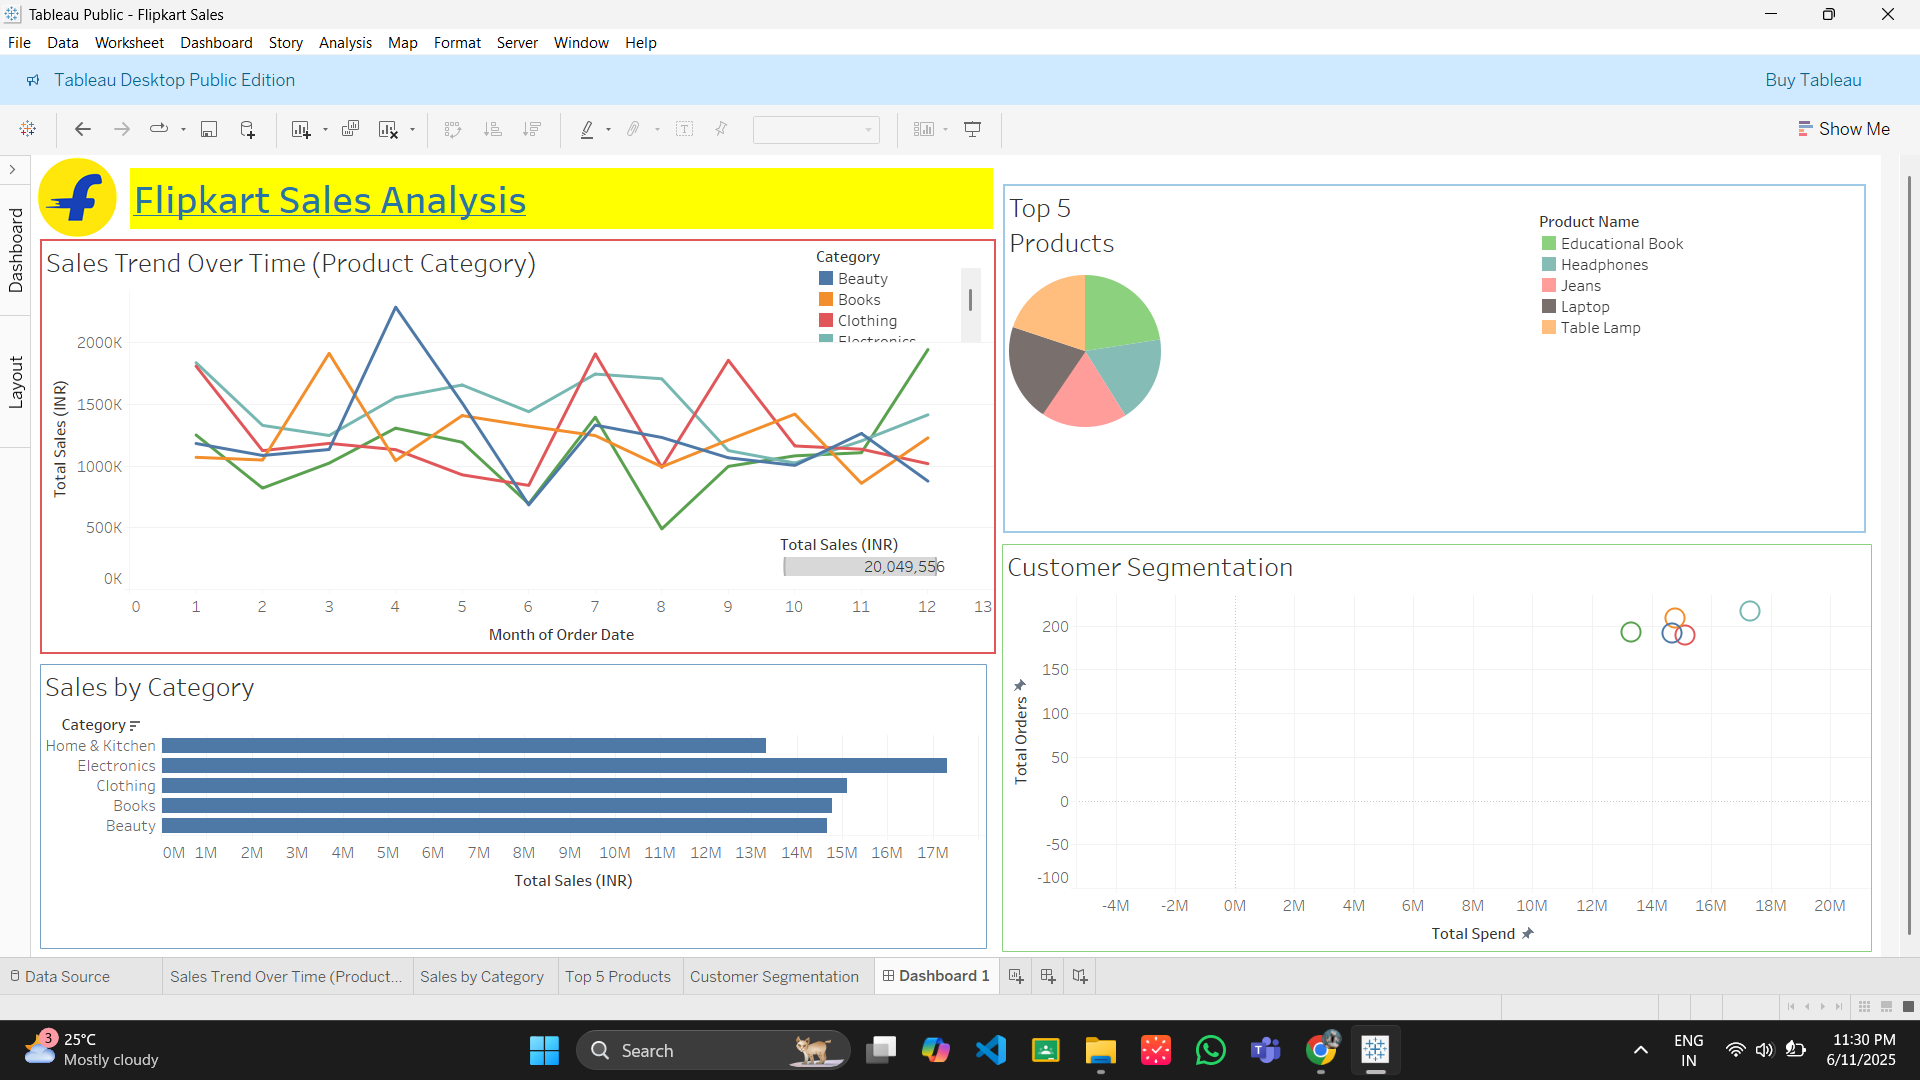 Tableau Public - Flipkart Sales
File Data Worksheet Dashboard Story Analysis Map Format Server Window Help
Tableau Desktop Public Edition
Buy Tableau
Show Me
Dashboard
Layout
Flipkart Sales Analysis
Sales Trend Over Time (Product Category)
Category
Beauty
Books
Clothing
Electronics
Total Sales (INR)
2000K
1500K
1000K
500K
0K
Total Sales (INR)
20,049,556
0 1 2 3 4 5 6 7 8 9 10 11 12 13
Month of Order Date
Sales by Category
Category
Home & Kitchen
Electronics
Clothing
Books
Beauty
0M 1M 2M 3M 4M 5M 6M 7M 8M 9M 10M 11M 12M 13M 14M 15M 16M 17M
Total Sales (INR)
Top 5
Products
Product Name
Educational Book
Headphones
Jeans
Laptop
Table Lamp
Customer Segmentation
Total Orders
200
150
100
50
0
-50
-100
-4M -2M 0M 2M 4M 6M 8M 10M 12M 14M 16M 18M 20M
Total Spend
Data Source Sales Trend Over Time (Product... Sales by Category Top 5 Products Customer Segmentation Dashboard 1
3
25°C
Mostly cloudy
Search
ENG
IN
11:30 PM
6/11/2025